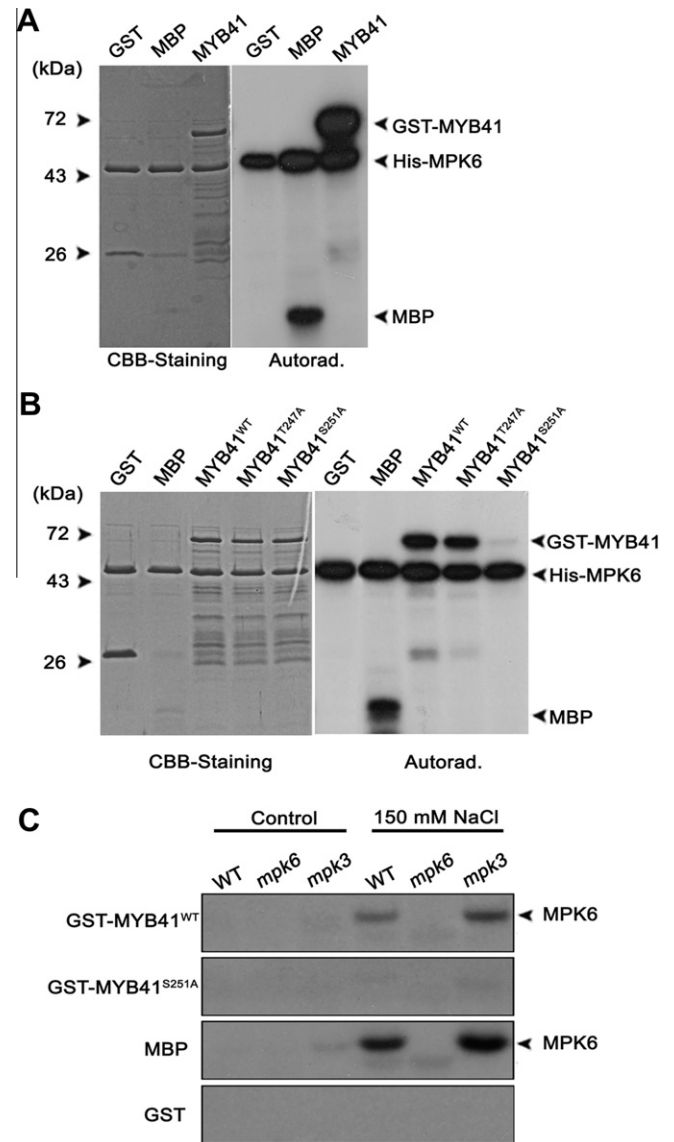 A
GST MBP MYB41 GST MBP MYB41
(kDa)
72
GST-MYB41
His-MPK6
43
26
MBP
CBB-Staining Autorad.
B
GST MBP MYB41WT MYB41T247A MYB41S251A GST MBP MYB41WT MYB41T247A MYB41S251A
(kDa)
72
GST-MYB41
His-MPK6
43
26
MBP
CBB-Staining Autorad.
C
Control 150 mM NaCl
WT mpk6 mpk3 WT mpk6 mpk3
GST-MYB41WT MPK6
GST-MYB41S251A
MBP MPK6
GST